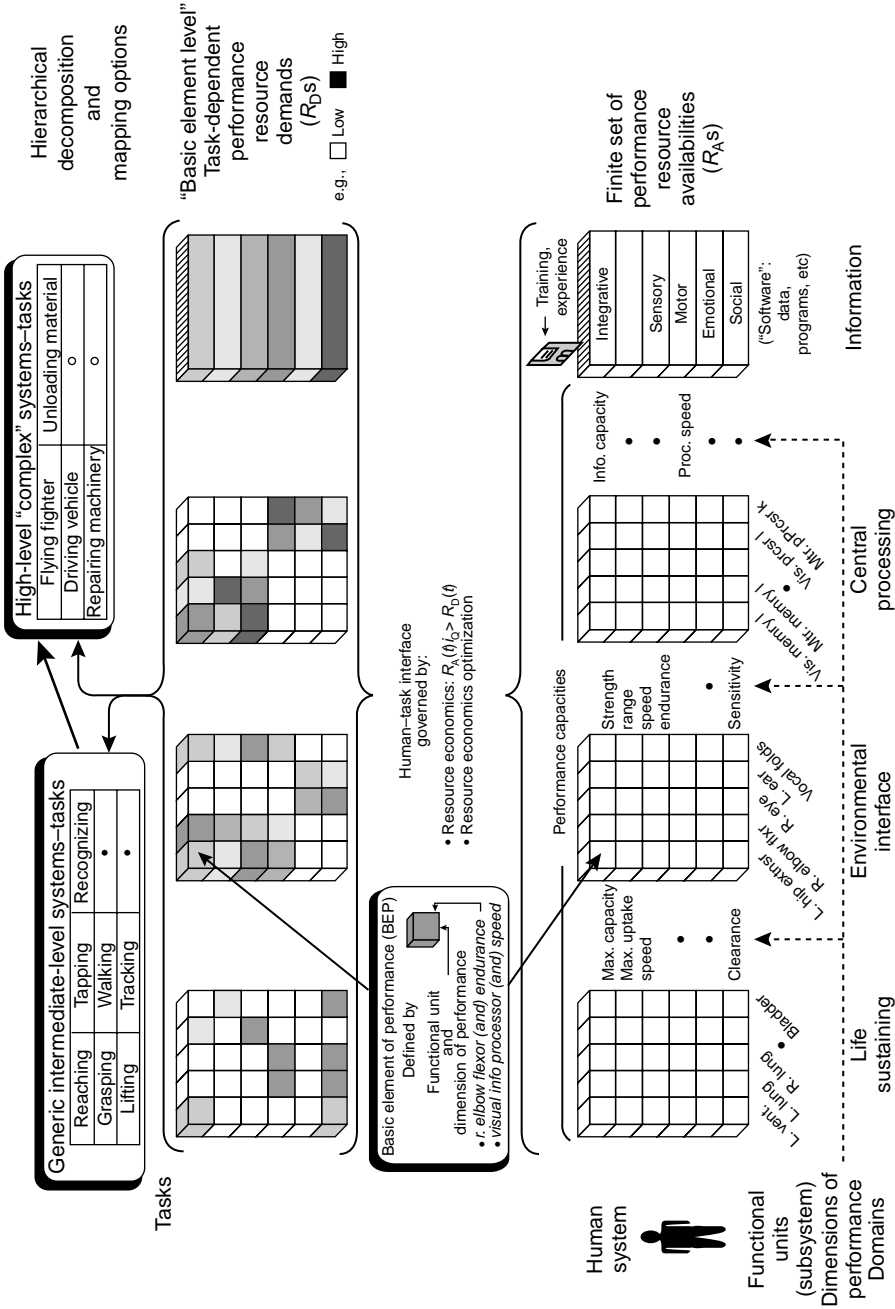 Hierarchical
decomposition
and
mapping options
Generic intermediate-level systems–tasks
Reaching Tapping Recognizing
Grasping Walking •
Lifting Tracking •
High-level “complex” systems–tasks
Flying fighter Unloading material
Driving vehicle ○
Repairing machinery ○
Tasks
“Basic element level”
Task-dependent
performance
resource
demands
(R_Ds)
e.g., Low High
Basic element of performance (BEP)
Defined by
Functional unit
and
dimension of performance
• r. elbow flexor (and) endurance
• visual info processor (and) speed
Human–task interface
governed by:
• Resource economics: R_A(t)i_Q> R_D(t)
• Resource economics optimization
Finite set of
performance
resource
availabilities
(R_As)
Performance capacities
Training,
experience
Human
system
Max. capacity
Max. uptake
speed
•
•
Clearance
Strength
range
speed
endurance
•
Sensitivity
Info. capacity
•
•
Proc. speed
•
•
Integrative
Sensory
Motor
Emotional
Social
Functional
units
(subsystem)
L. vent.
L. lung
R. lung
•
Bladder
L. hip extnsr
R. elbow flxr
R. eye
L. ear
Vocal folds
Vis. memry l
Mtr. memry l
•
Vis. prcsr l
Mtr. pPrcsr k
(“Software”:
data,
programs, etc)
Dimensions of
performance
Domains
Life
sustaining
Environmental
interface
Central
processing
Information